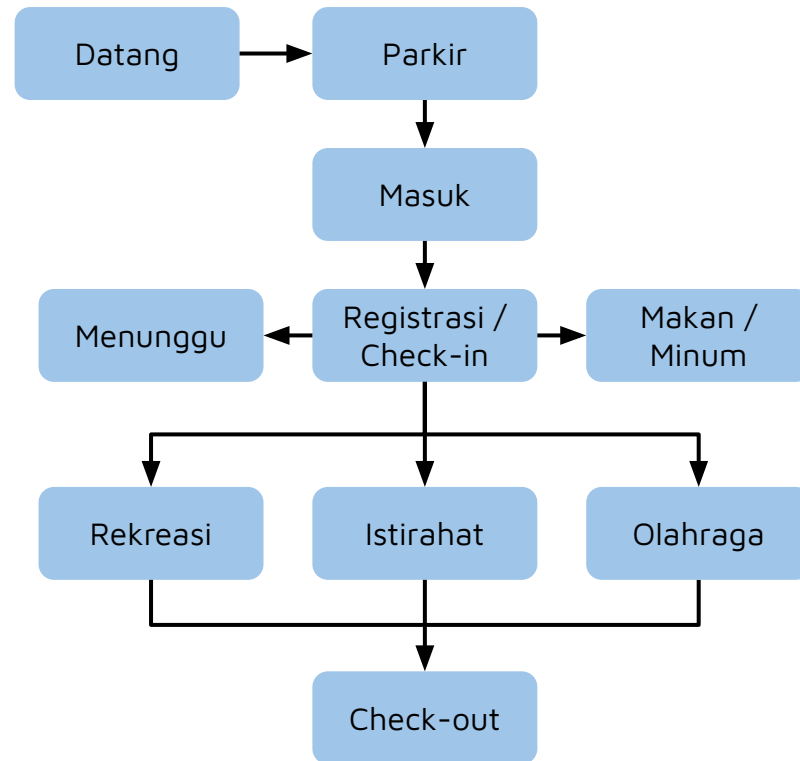 Datang
Parkir
Masuk
Menunggu
Registrasi /
Check-in
Makan /
Minum
Rekreasi
Istirahat
Olahraga
Check-out